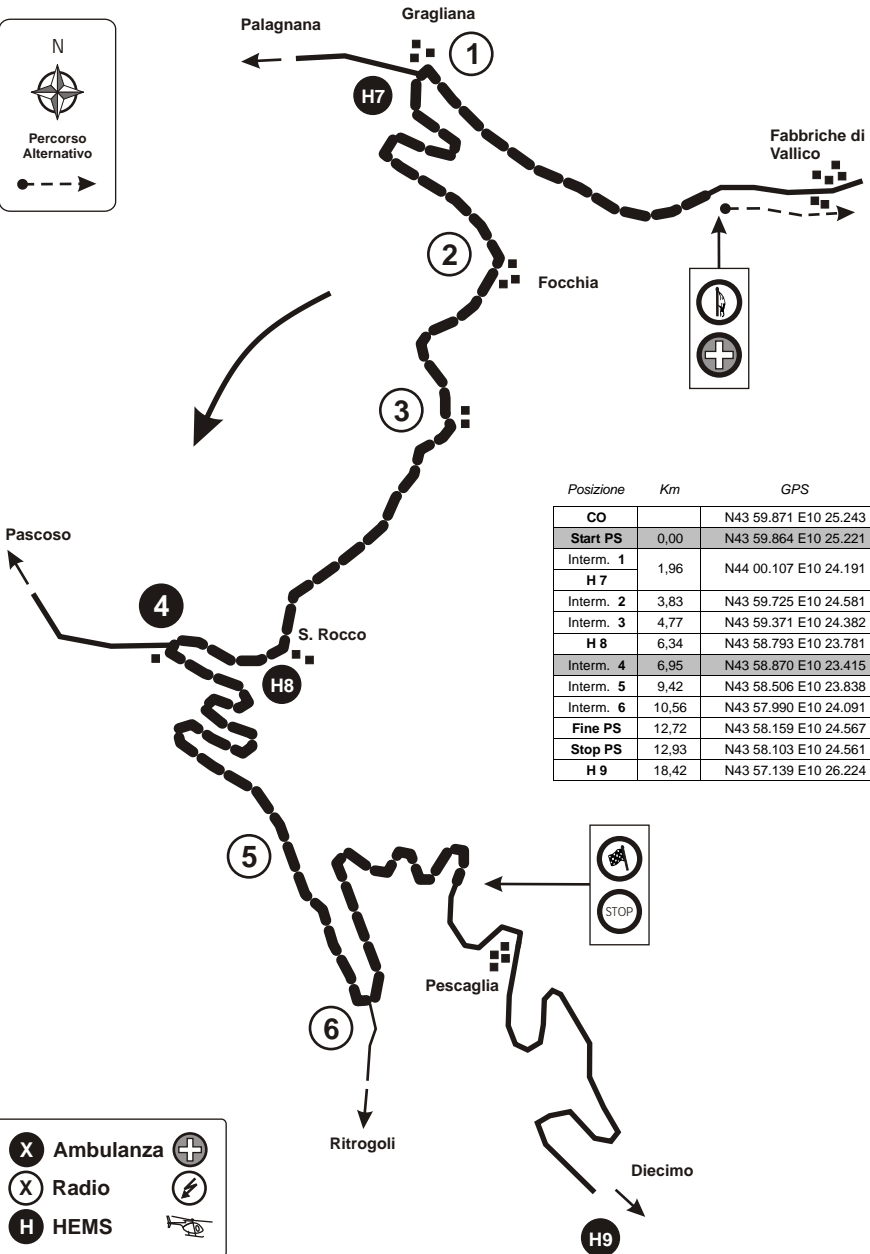 Gragliana
Palagnana
1
N
H7
Percorso
Alternativo
Fabbriche di
Vallico
2
Focchia
3
Posizione Km GPS
CO N43 59.871 E10 25.243
Start PS 0,00 N43 59.864 E10 25.221
Interm. 1 1,96 N44 00.107 E10 24.191
H 7
Interm. 2 3,83 N43 59.725 E10 24.581
Interm. 3 4,77 N43 59.371 E10 24.382
H 8 6,34 N43 58.793 E10 23.781
Interm. 4 6,95 N43 58.870 E10 23.415
Interm. 5 9,42 N43 58.506 E10 23.838
Interm. 6 10,56 N43 57.990 E10 24.091
Fine PS 12,72 N43 58.159 E10 24.567
Stop PS 12,93 N43 58.103 E10 24.561
H 9 18,42 N43 57.139 E10 26.224
Pascoso
4
S. Rocco
H8
5
STOP
Pescaglia
6
Ritrogoli
Diecimo
H9
X Ambulanza
X Radio
H HEMS